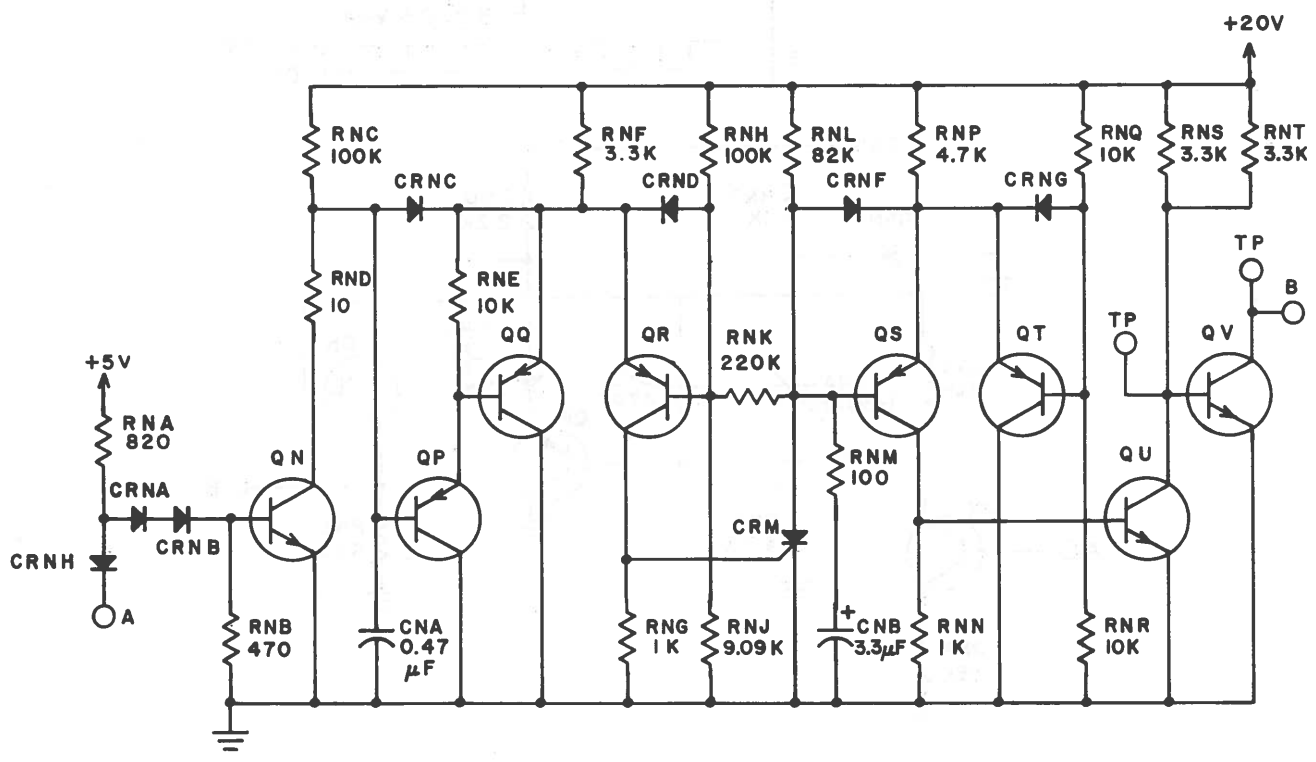 +20V
RNC
100K
RNF
3.3K
RNH
100K
RNL
82K
RNP
4.7K
RNQ
10K
RNS
3.3K
RNT
3.3K
CRNC
CRND
CRNF
CRNG
RND
10
RNE
10K
QQ
QR
RNK
220K
QS
QT
TP
TP
B
QV
+5V
RNA
820
QN
QP
RNM
100
QU
CRNA
CRNB
CRM
CRNH
A
RNB
470
CNA
0.47
µF
RNG
1K
RNJ
9.09K
+
CNB
3.3µF
RNN
1K
RNR
10K